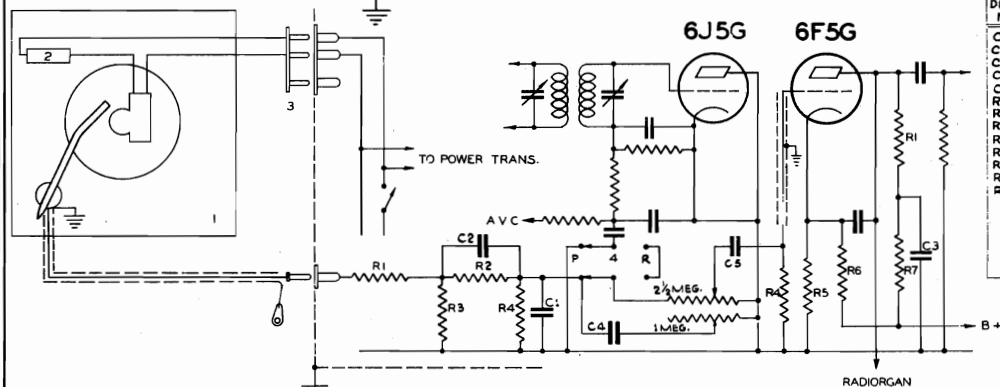 6J5G
6F5G
2
3
1
TO POWER TRANS.
AVC
P
4
R
C2
R1
R2
R3
R4
C1
C4
2½MEG.
1MEG.
C5
R4
R5
R6
R1
R7
C3
B+
RADIORGAN